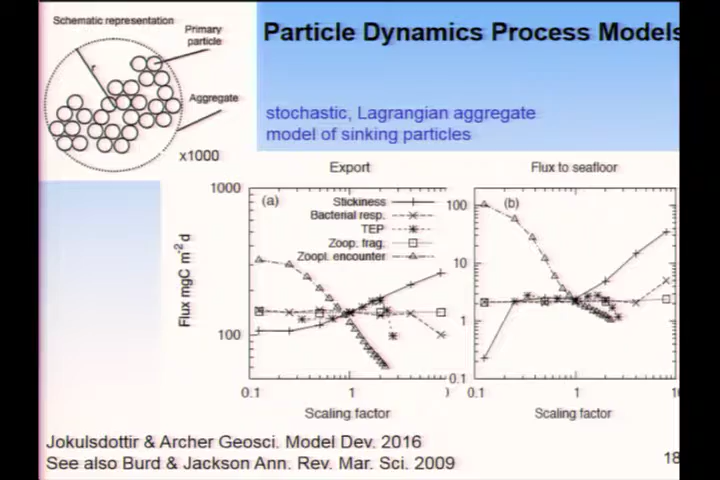 Schematic representation
Primary
particle
r
Aggregate
x1000
Particle Dynamics Process Models
stochastic, Lagrangian aggregate
model of sinking particles
Export
Flux to seafloor
(a)
Stickiness
Bacterial resp.
TEP
Zoop. frag.
Zoopl. encounter
(b)
Flux mgC m⁻² d
1000
100
0.1
1
Scaling factor
100
10
1
0.1
0.1
1
Scaling factor
Jokulsdottir & Archer Geosci. Model Dev. 2016
See also Burd & Jackson Ann. Rev. Mar. Sci. 2009
18